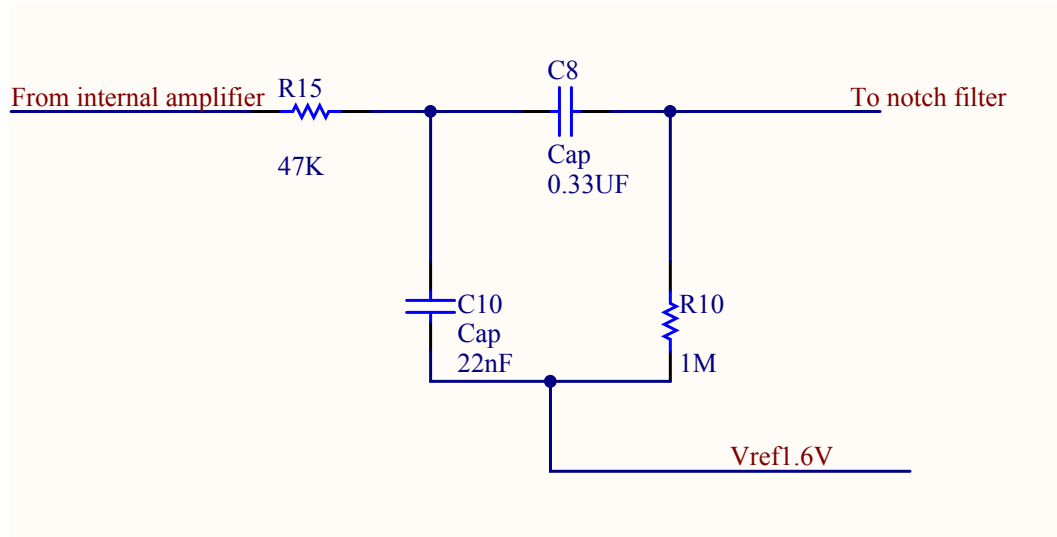 C8
From internal amplifier
R15
To notch filter
47K
Cap
0.33UF
C10
Cap
22nF
R10
1M
Vref1.6V